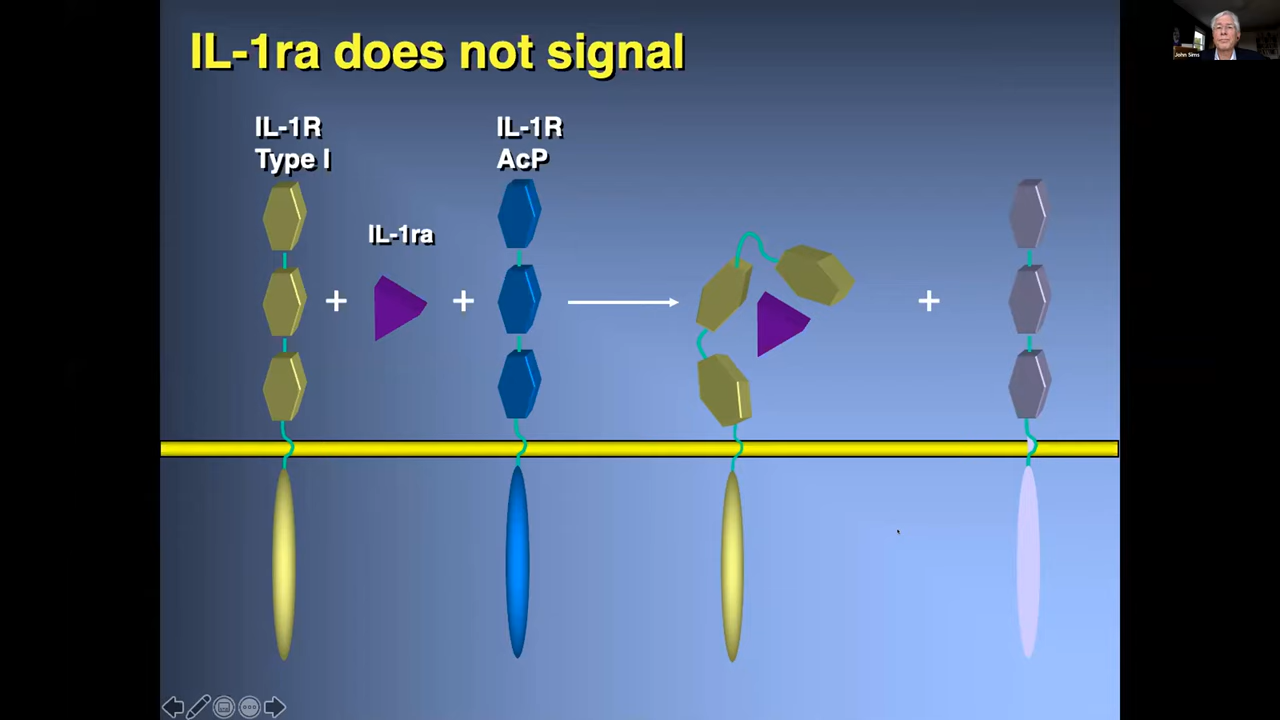 IL-1ra does not signal
John Sims
IL-1R
Type I
IL-1R
AcP
IL-1ra
+
+
+